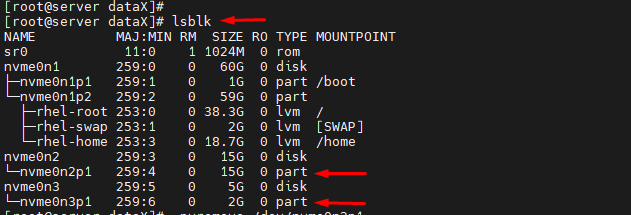 [root@server dataX]#
[root@server dataX]# lsblk
NAME MAJ:MIN RM SIZE RO TYPE MOUNTPOINT
sr0 11:0 1 1024M 0 rom
nvme0n1 259:0 0 60G 0 disk
├─nvme0n1p1 259:1 0 1G 0 part /boot
└─nvme0n1p2 259:2 0 59G 0 part
├─rhel-root 253:0 0 38.3G 0 lvm /
├─rhel-swap 253:1 0 2G 0 lvm [SWAP]
└─rhel-home 253:3 0 18.7G 0 lvm /home
nvme0n2 259:3 0 15G 0 disk
└─nvme0n2p1 259:4 0 15G 0 part
nvme0n3 259:5 0 5G 0 disk
└─nvme0n3p1 259:6 0 2G 0 part
[root@server dataX]#